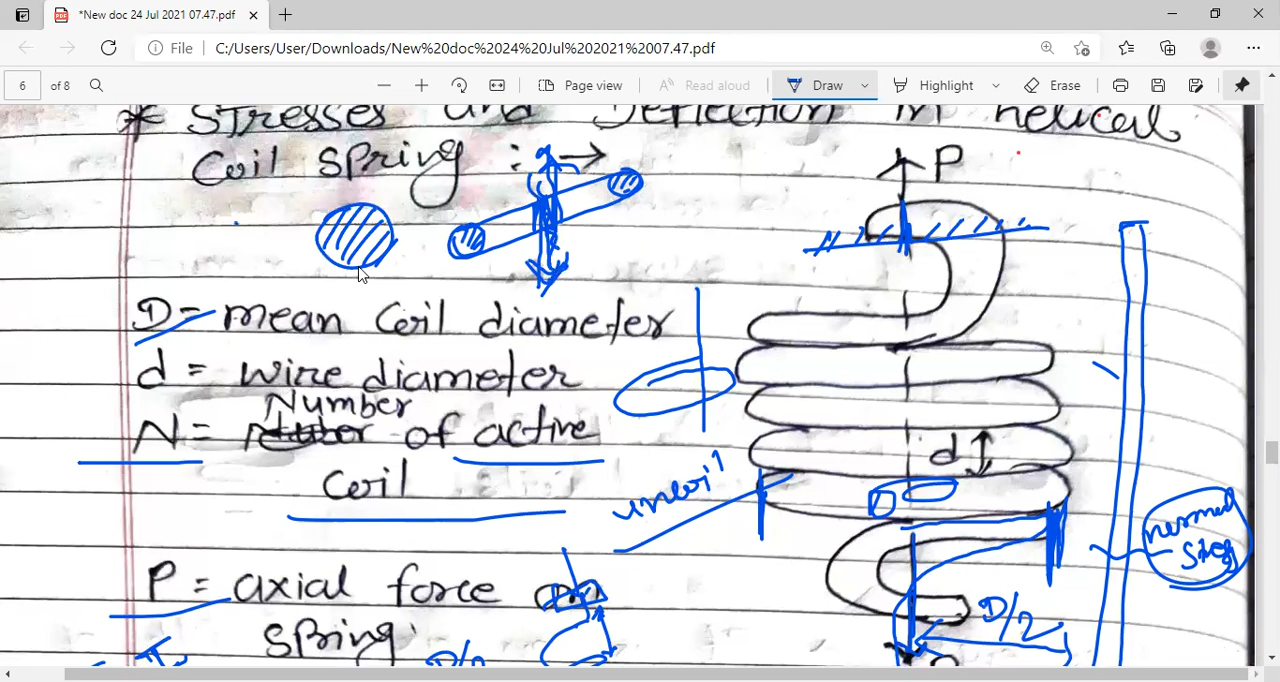 *New doc 24 Jul 2021 07.47.pdf
File C:/Users/User/Downloads/New%20doc%2024%20Jul%202021%2007.47.pdf
6 of 8 Page view Read aloud Draw Highlight Erase
* Stresses and Deflection in helical
Coil Spring : →
P
D = mean Coil diameter
d = wire diameter
N = Number of active
Coil
d
D
P = axial force on
Spring
D/2
D/2